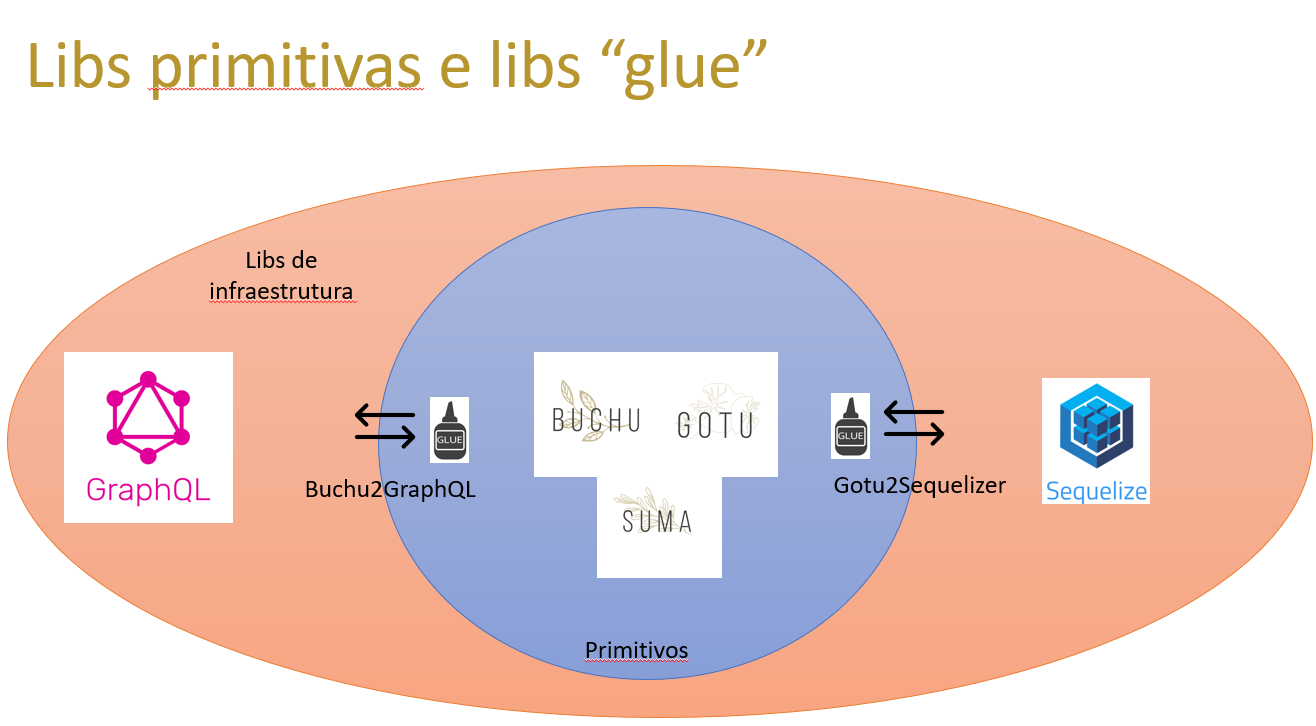 Libs primitivas e libs “glue”
Libs de
infraestrutura
GraphQL
GLUE
Buchu2GraphQL
BUCHU
GOTU
SUMA
GLUE
Gotu2Sequelizer
Sequelize
Primitivos